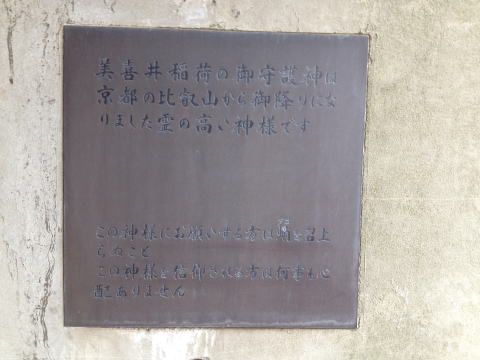 美喜井稲荷の御守護神は
京都の比叡山から御降りにな
りました霊の高い神様です
この神様にお願いする方は蛸を召上
らぬこと
この神様を信仰される方は何事も心
配ありません